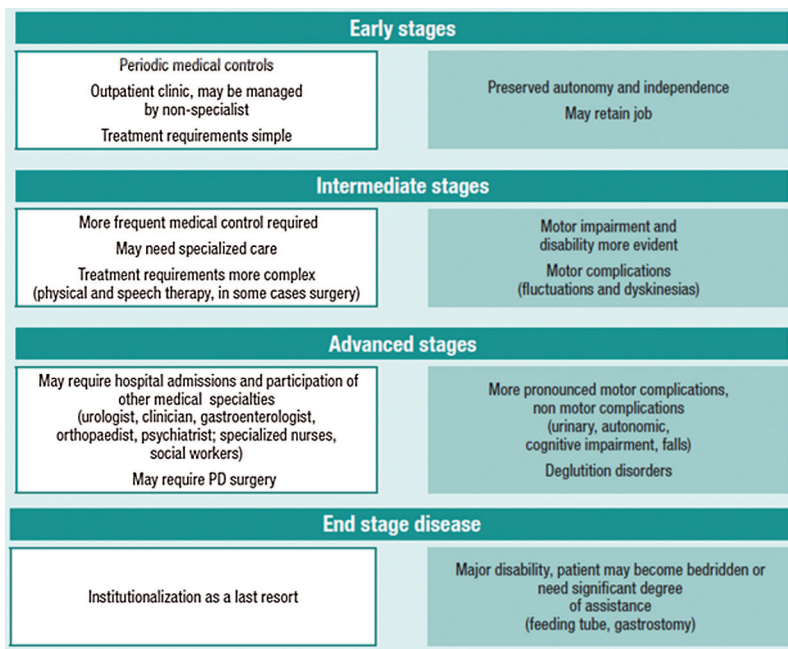 Early stages
Periodic medical controls
Outpatient clinic, may be managed
by non-specialist
Treatment requirements simple
Preserved autonomy and independence
May retain job
Intermediate stages
More frequent medical control required
May need specialized care
Treatment requirements more complex
(physical and speech therapy, in some cases surgery)
Motor impairment and
disability more evident
Motor complications
(fluctuations and dyskinesias)
Advanced stages
May require hospital admissions and participation of
other medical specialties
(urologist, clinician, gastroenterologist,
orthopaedist, psychiatrist; specialized nurses,
social workers)
May require PD surgery
More pronounced motor complications,
non motor complications
(urinary, autonomic,
cognitive impairment, falls)
Deglutition disorders
End stage disease
Institutionalization as a last resort
Major disability, patient may become bedridden or
need significant degree
of assistance
(feeding tube, gastrostomy)